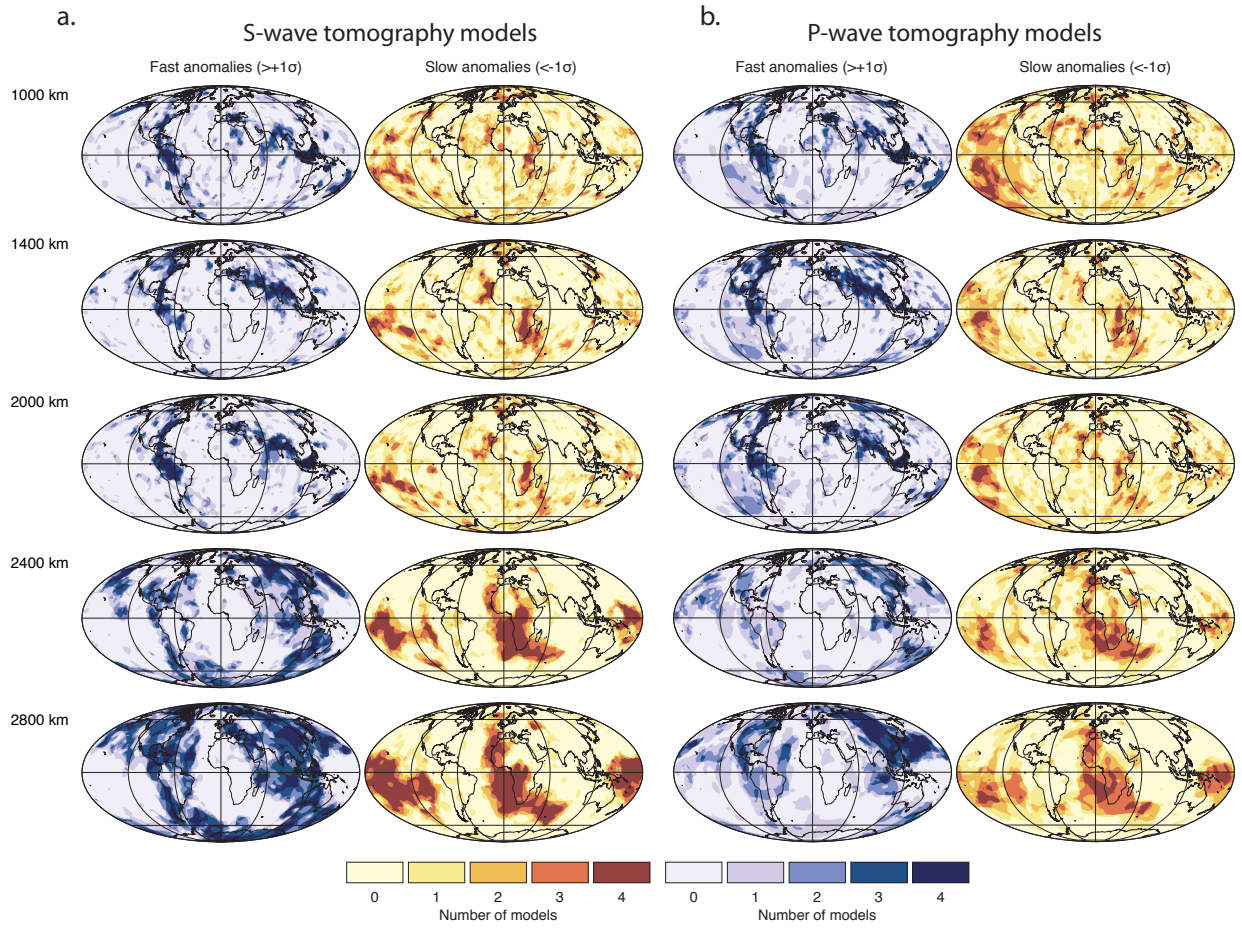 a.
S-wave tomography models
b.
P-wave tomography models
Fast anomalies (>+1σ)
Slow anomalies (<-1σ)
Fast anomalies (>+1σ)
Slow anomalies (<-1σ)
1000 km
1400 km
2000 km
2400 km
2800 km
0 1 2 3 4
Number of models
0 1 2 3 4
Number of models